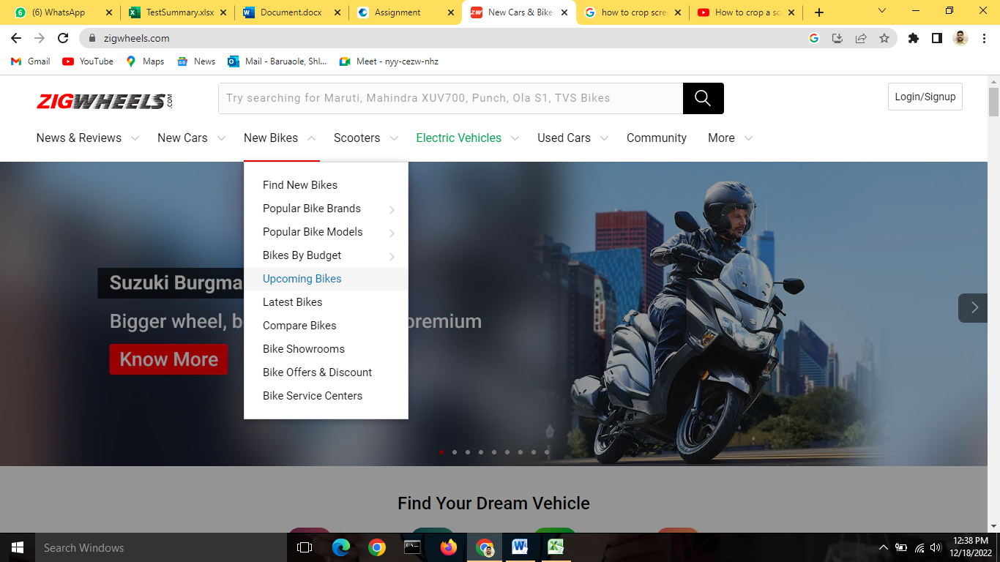 (6) WhatsApp
TestSummary.xlsx
Document.docx
Assignment
New Cars & Bike
how to crop scre
How to crop a sc
zigwheels.com
Gmail
YouTube
Maps
News
Mail - Baruaole, Shl...
Meet - nyy-cezw-nhz
ZIGWHEELS.COM
Try searching for Maruti, Mahindra XUV700, Punch, Ola S1, TVS Bikes
Login/Signup
News & Reviews
New Cars
New Bikes
Scooters
Electric Vehicles
Used Cars
Community
More
Find New Bikes
Popular Bike Brands
Popular Bike Models
Bikes By Budget
Upcoming Bikes
Latest Bikes
Compare Bikes
Bike Showrooms
Bike Offers & Discount
Bike Service Centers
Suzuki Burgma
Bigger wheel, b premium
Know More
Find Your Dream Vehicle
Search Windows
12:38 PM
12/18/2022